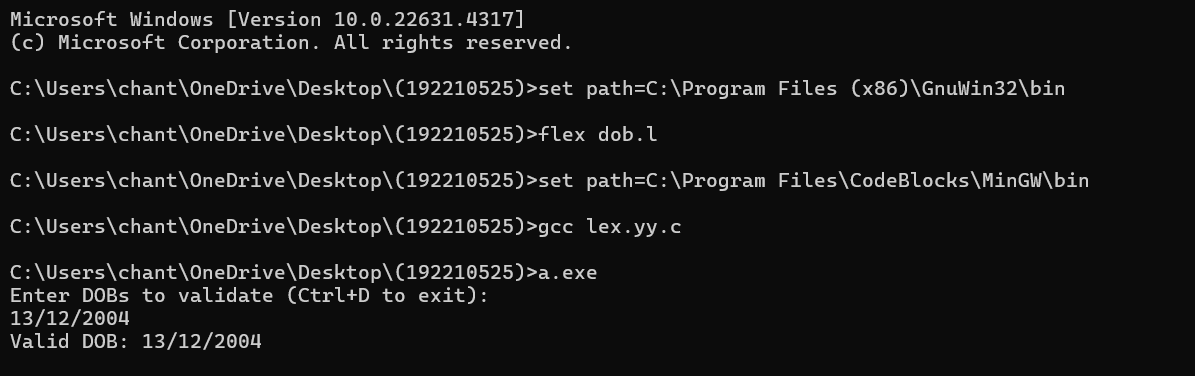 Microsoft Windows [Version 10.0.22631.4317]
(c) Microsoft Corporation. All rights reserved.
C:\Users\chant\OneDrive\Desktop\(192210525)>set path=C:\Program Files (x86)\GnuWin32\bin
C:\Users\chant\OneDrive\Desktop\(192210525)>flex dob.l
C:\Users\chant\OneDrive\Desktop\(192210525)>set path=C:\Program Files\CodeBlocks\MinGW\bin
C:\Users\chant\OneDrive\Desktop\(192210525)>gcc lex.yy.c
C:\Users\chant\OneDrive\Desktop\(192210525)>a.exe
Enter DOBs to validate (Ctrl+D to exit):
13/12/2004
Valid DOB: 13/12/2004